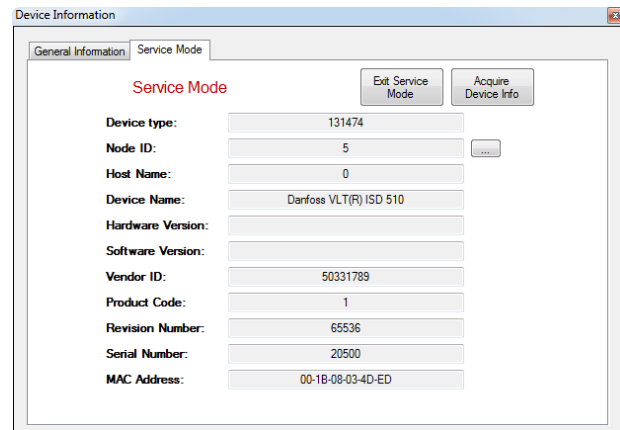 Device Information
General Information Service Mode
Service Mode
Exit Service Mode
Acquire Device Info
Device type: 131474
Node ID: 5 ...
Host Name: 0
Device Name: Danfoss VLT(R) ISD 510
Hardware Version:
Software Version:
Vendor ID: 50331789
Product Code: 1
Revision Number: 65536
Serial Number: 20500
MAC Address: 00-1B-08-03-4D-ED